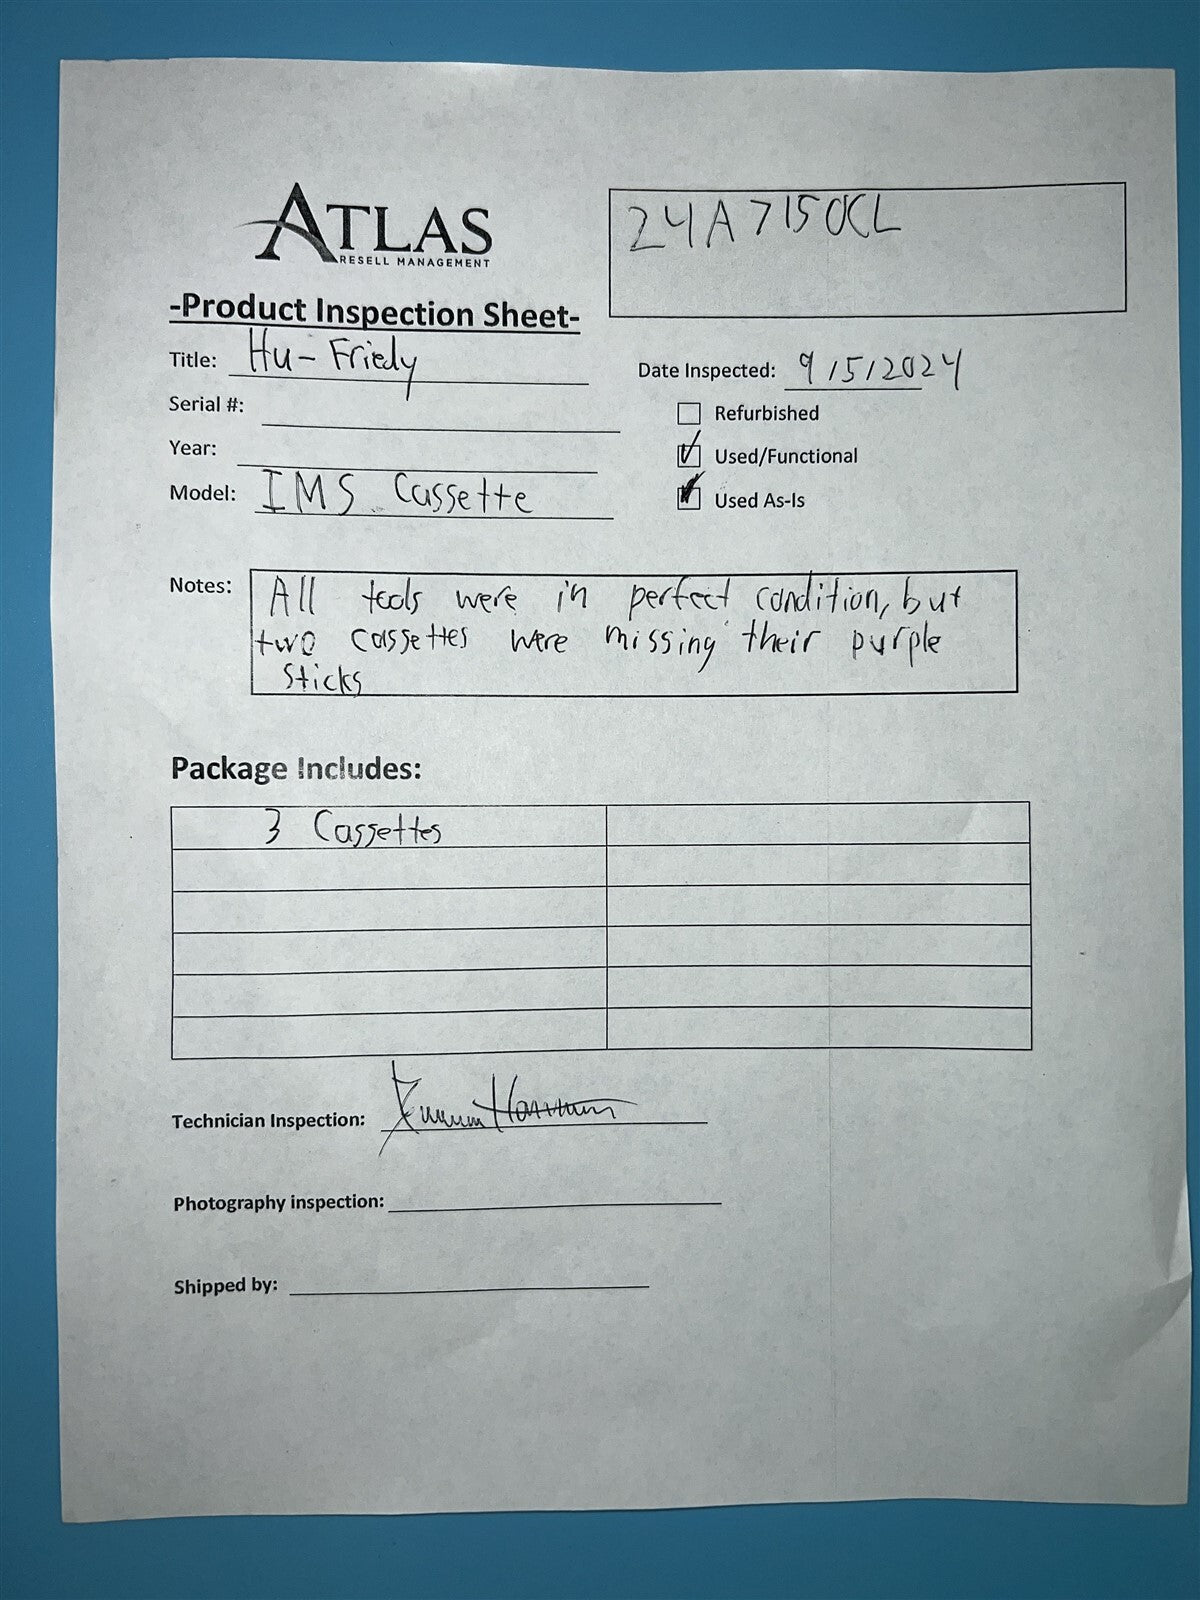 ATLAS
RESELL MANAGEMENT
24A7150CL
-Product Inspection Sheet-
Title: Hu-Friedy
Date Inspected: 9/5/2024
Serial #:
Refurbished
Year:
Used/Functional
Model: IMS Cassette
Used As-Is
Notes: All tools were in perfect condition, but
two cassettes were missing their purple
sticks
Package Includes:
3 Cassettes
Technician Inspection:
Photography inspection:
Shipped by: